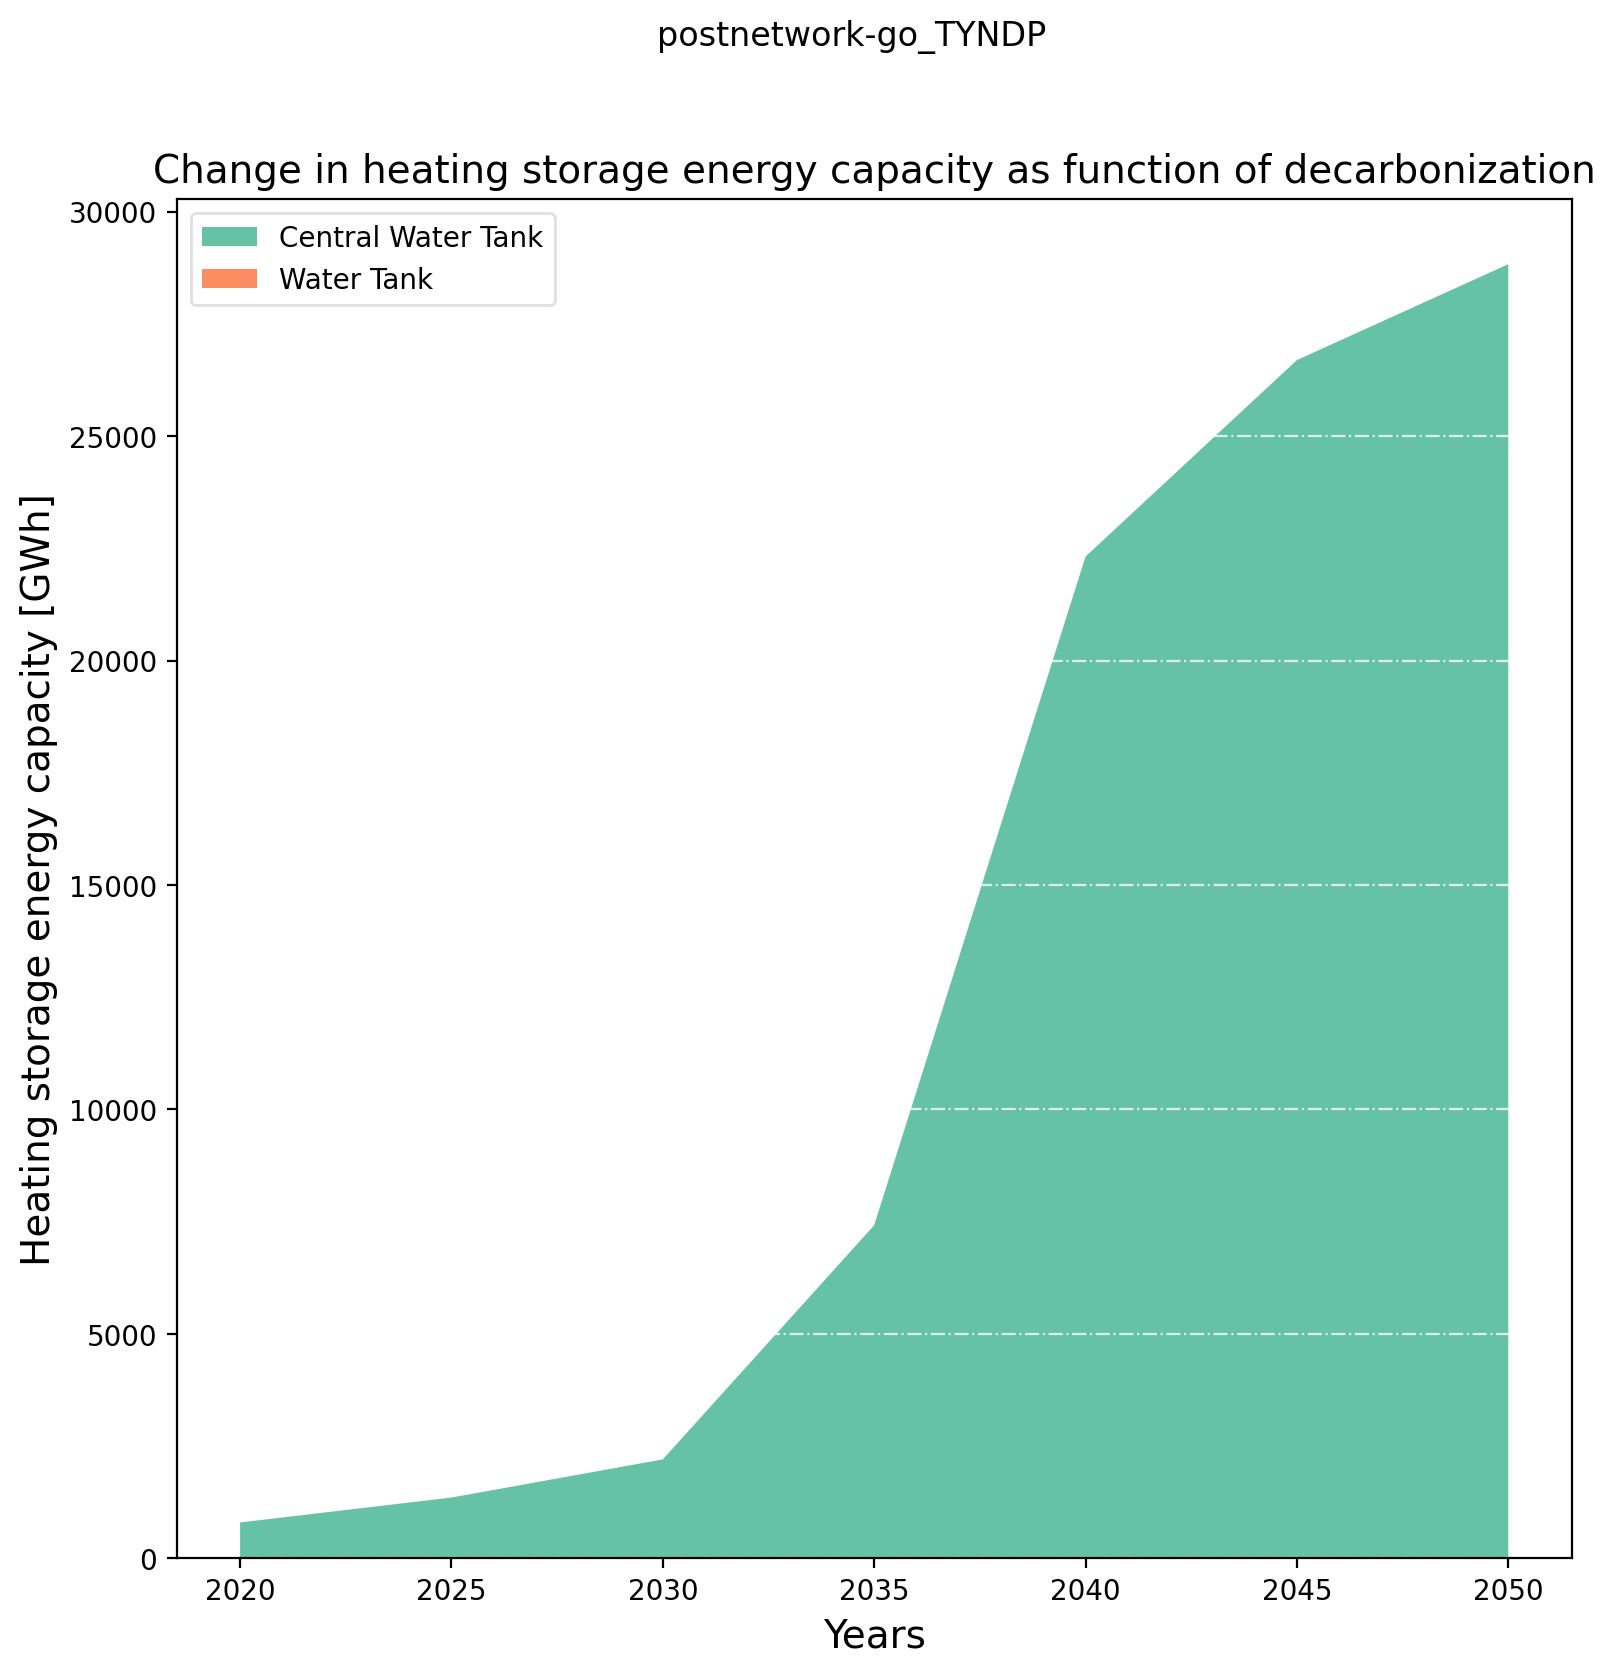 postnetwork-go_TYNDP
Change in heating storage energy capacity as function of decarbonization
Central Water Tank
Water Tank
Heating storage energy capacity [GWh]
30000
25000
20000
15000
10000
5000
0
2020 2025 2030 2035 2040 2045 2050
Years